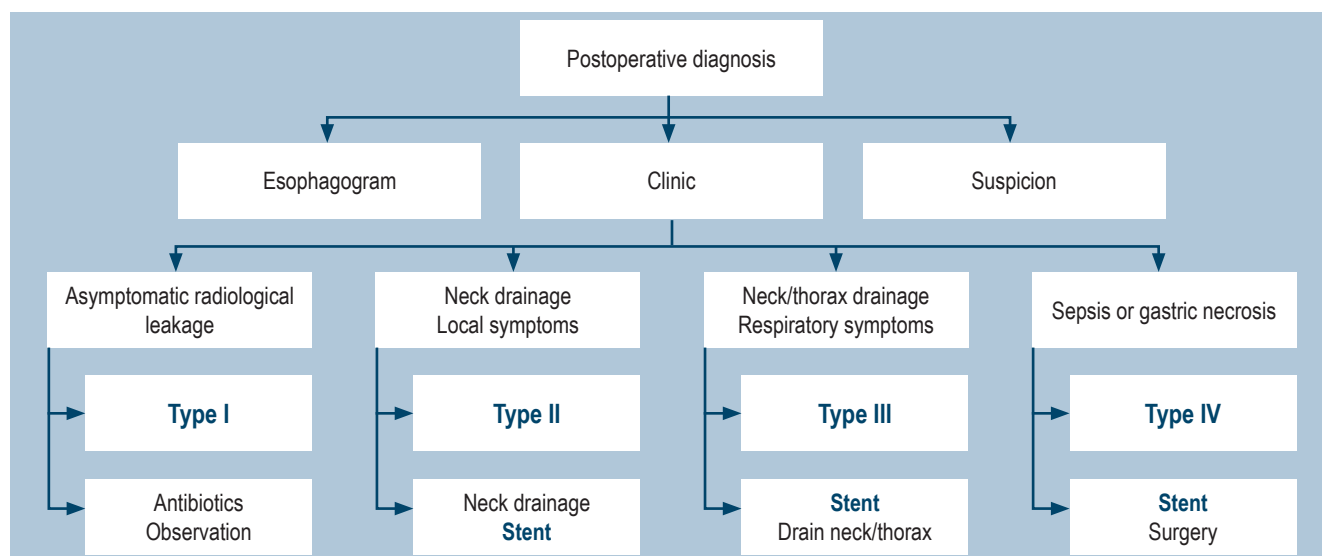 Postoperative diagnosis
Esophagogram
Clinic
Suspicion
Asymptomatic radiological
leakage
Neck drainage
Local symptoms
Neck/thorax drainage
Respiratory symptoms
Sepsis or gastric necrosis
Type I
Type II
Type III
Type IV
Antibiotics
Observation
Neck drainage
Stent
Stent
Drain neck/thorax
Stent
Surgery